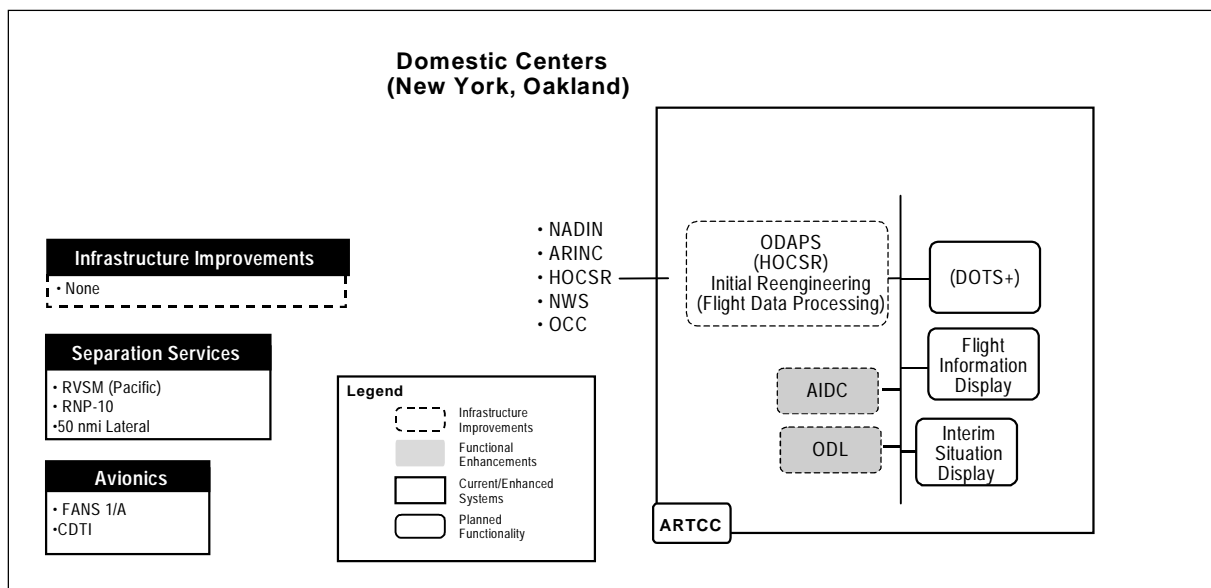 Domestic Centers
(New York, Oakland)
Infrastructure Improvements
• None
Separation Services
• RVSM (Pacific)
• RNP-10
•50 nmi Lateral
Avionics
• FANS 1/A
•CDTI
Legend
Infrastructure
Improvements
Functional
Enhancements
Current/Enhanced
Systems
Planned
Functionality
• NADIN
• ARINC
• HOCSR
• NWS
• OCC
ODAPS
(HOCSR)
Initial Reengineering
(Flight Data Processing)
(DOTS+)
Flight
Information
Display
AIDC
ODL
Interim
Situation
Display
ARTCC